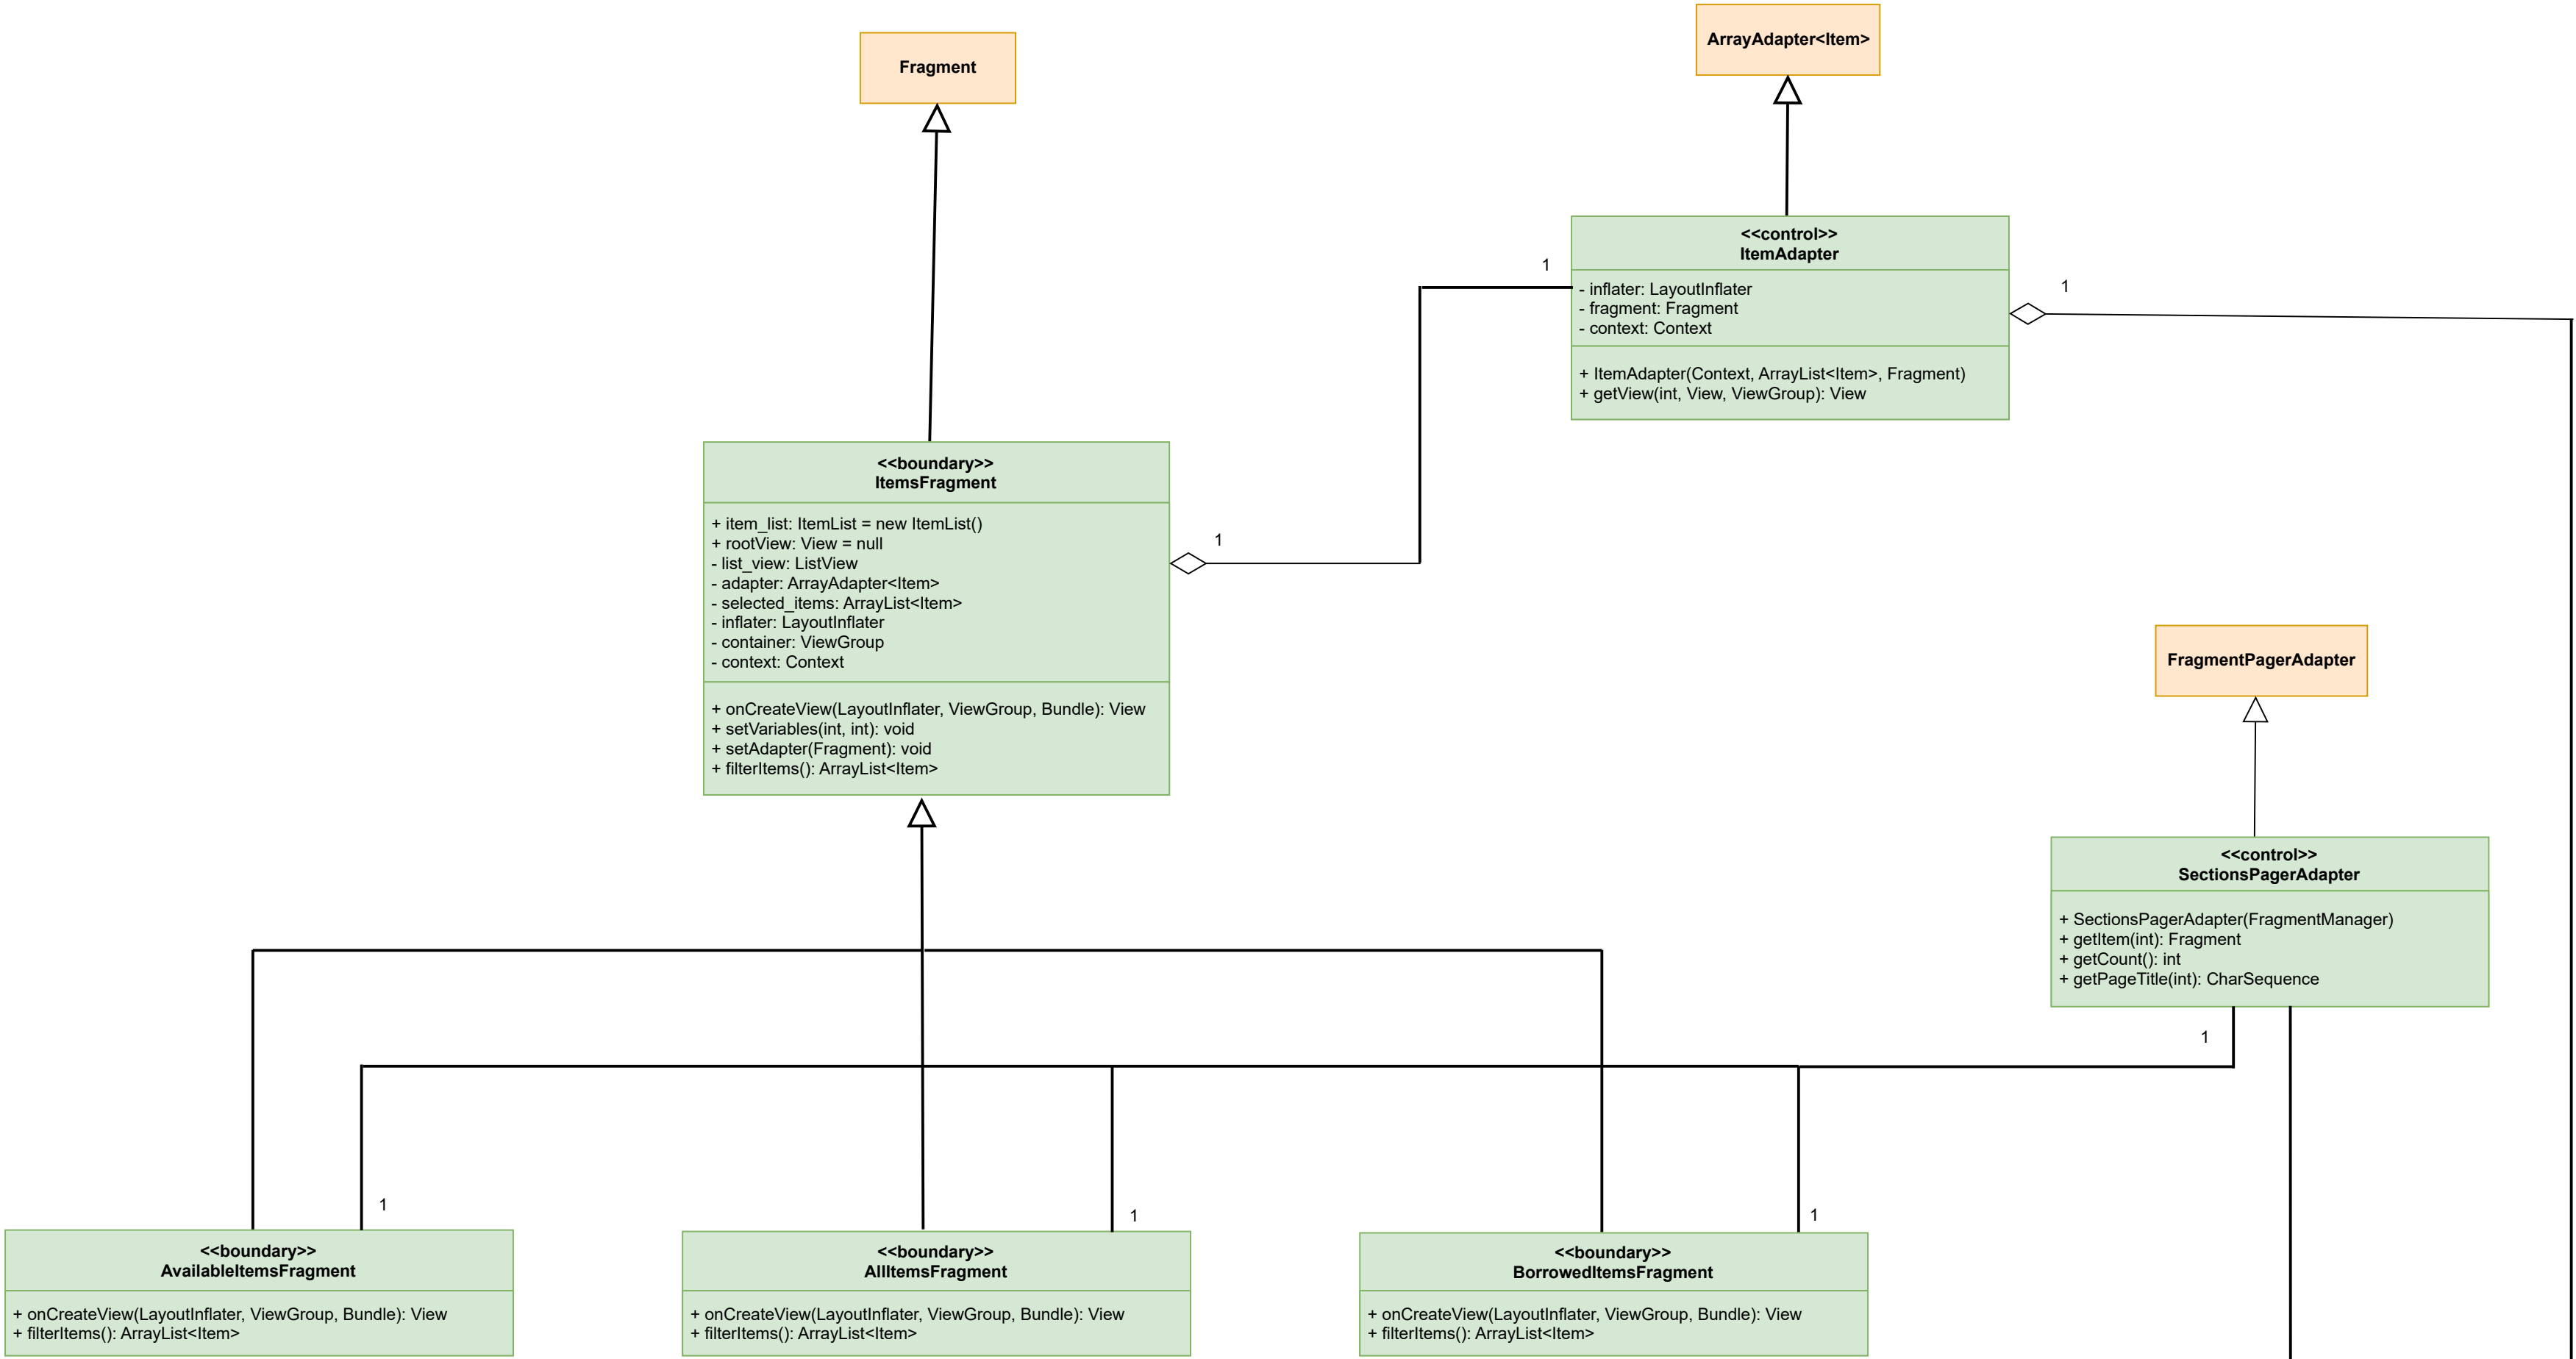 ArrayAdapter<Item>
Fragment
<<control>>
ItemAdapter
- inflater: LayoutInflater
- fragment: Fragment
- context: Context
+ ItemAdapter(Context, ArrayList<Item>, Fragment)
+ getView(int, View, ViewGroup): View
1
1
<<boundary>>
ItemsFragment
+ item_list: ItemList = new ItemList()
+ rootView: View = null
- list_view: ListView
- adapter: ArrayAdapter<Item>
- selected_items: ArrayList<Item>
- inflater: LayoutInflater
- container: ViewGroup
- context: Context
+ onCreateView(LayoutInflater, ViewGroup, Bundle): View
+ setVariables(int, int): void
+ setAdapter(Fragment): void
+ filterItems(): ArrayList<Item>
1
FragmentPagerAdapter
<<control>>
SectionsPagerAdapter
+ SectionsPagerAdapter(FragmentManager)
+ getItem(int): Fragment
+ getCount(): int
+ getPageTitle(int): CharSequence
1
1
1
1
<<boundary>>
AvailableItemsFragment
+ onCreateView(LayoutInflater, ViewGroup, Bundle): View
+ filterItems(): ArrayList<Item>
<<boundary>>
AllItemsFragment
+ onCreateView(LayoutInflater, ViewGroup, Bundle): View
+ filterItems(): ArrayList<Item>
<<boundary>>
BorrowedItemsFragment
+ onCreateView(LayoutInflater, ViewGroup, Bundle): View
+ filterItems(): ArrayList<Item>